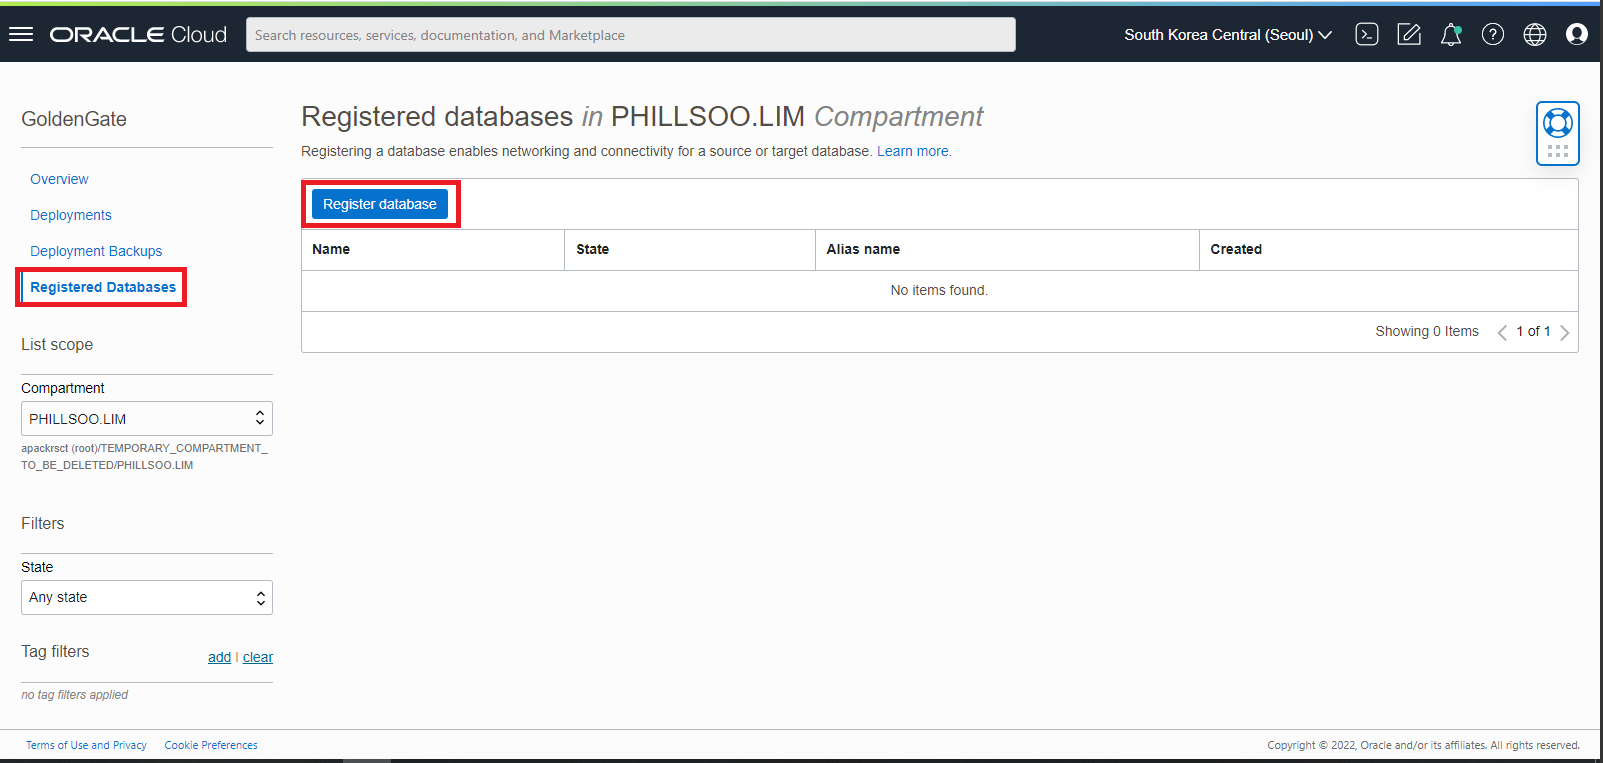 ORACLE Cloud
Search resources, services, documentation, and Marketplace
South Korea Central (Seoul)
GoldenGate
Overview
Deployments
Deployment Backups
Registered Databases
List scope
Compartment
PHILLSOO.LIM
apackrsct (root)/TEMPORARY_COMPARTMENT_
TO_BE_DELETED/PHILLSOO.LIM
Filters
State
Any state
Tag filters
add | clear
no tag filters applied
Registered databases in PHILLSOO.LIM Compartment
Registering a database enables networking and connectivity for a source or target database. Learn more.
Register database
Name State Alias name Created
No items found.
Showing 0 Items 1 of 1
Terms of Use and Privacy Cookie Preferences
Copyright © 2022, Oracle and/or its affiliates. All rights reserved.